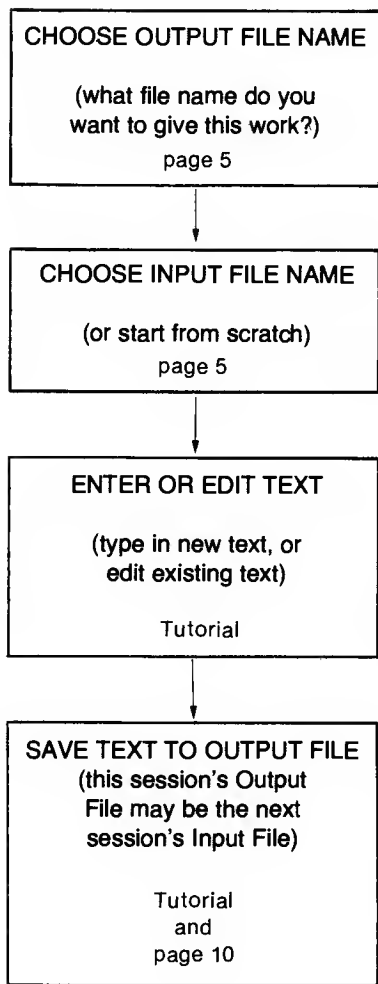 CHOOSE OUTPUT FILE NAME
(what file name do you
want to give this work?)
page 5
CHOOSE INPUT FILE NAME
(or start from scratch)
page 5
ENTER OR EDIT TEXT
(type in new text, or
edit existing text)
Tutorial
SAVE TEXT TO OUTPUT FILE
(this session's Output
File may be the next
session's Input File)
Tutorial
and
page 10